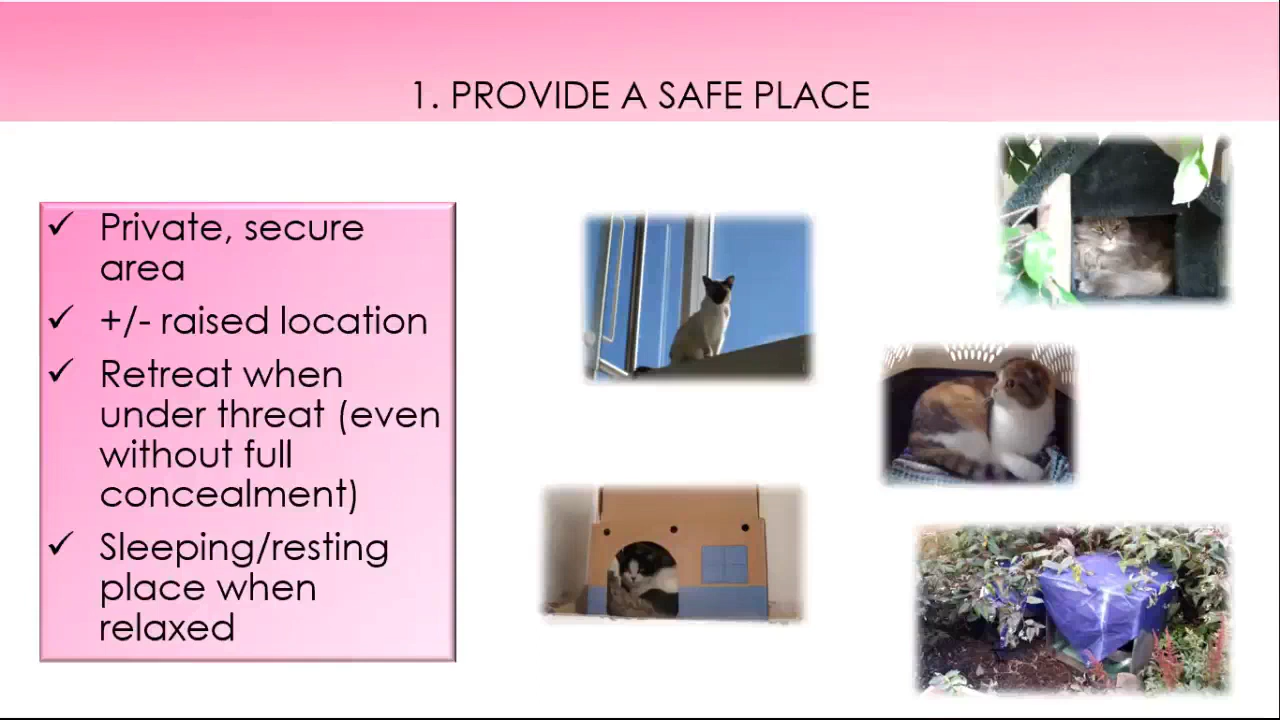 1. PROVIDE A SAFE PLACE
✓ Private, secure
area
✓ +/- raised location
✓ Retreat when
under threat (even
without full
concealment)
✓ Sleeping/resting
place when
relaxed